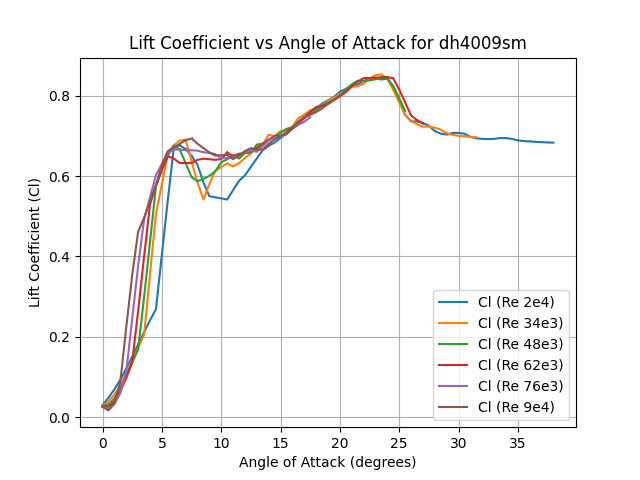 Lift Coefficient vs Angle of Attack for dh4009sm
Lift Coefficient (Cl)
0.8
0.6
0.4
0.2
0.0
Cl (Re 2e4)
Cl (Re 34e3)
Cl (Re 48e3)
Cl (Re 62e3)
Cl (Re 76e3)
Cl (Re 9e4)
0 5 10 15 20 25 30 35
Angle of Attack (degrees)